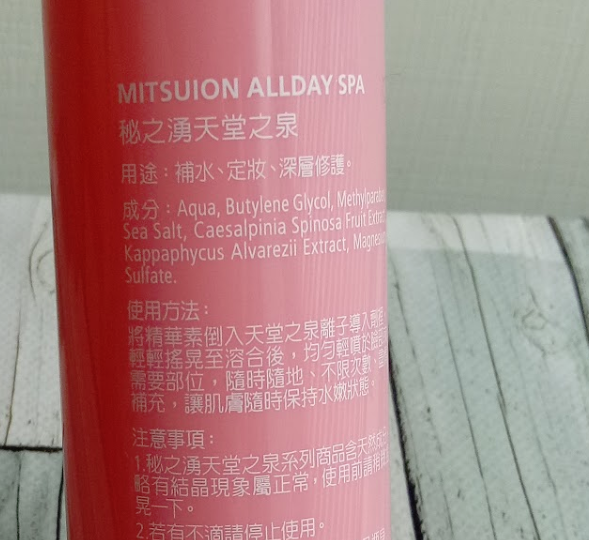 MITSUION ALLDAY SPA
秘之湧天堂之泉
用途：補水、定妝、深層修護。
成分：Aqua, Butylene Glycol, Methylparaben
Sea Salt, Caesalpinia Spinosa Fruit Extract
Kappaphycus Alvarezii Extract, Magnesium
Sulfate.
使用方法：
將精華素倒入天堂之泉離子導入
輕輕搖晃至溶合後，均勻輕噴於臉部
需要部位，隨時隨地、不限次數、
補充，讓肌膚隨時保持水嫩狀態。
注意事項：
1.秘之湧天堂之泉系列商品含天然
略有結晶現象屬正常，使用前請稍微
晃一下。
2.若有不適請停止使用。